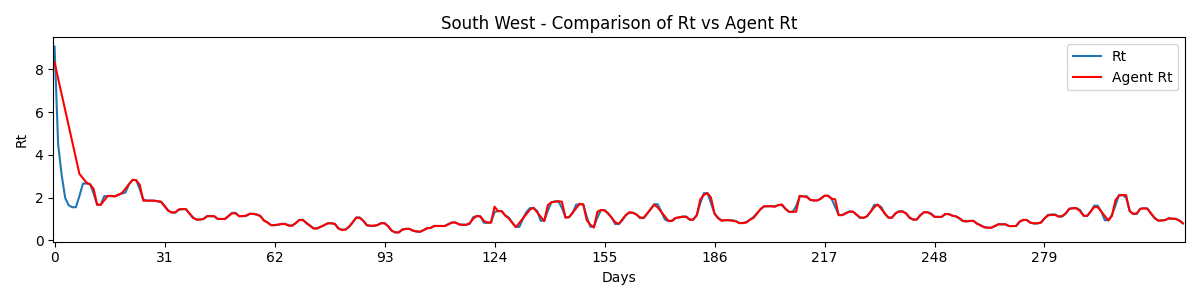 South West - Comparison of Rt vs Agent Rt
Rt
Agent Rt
Rt
8
6
4
2
0
0 31 62 93 124 155 186 217 248 279
Days